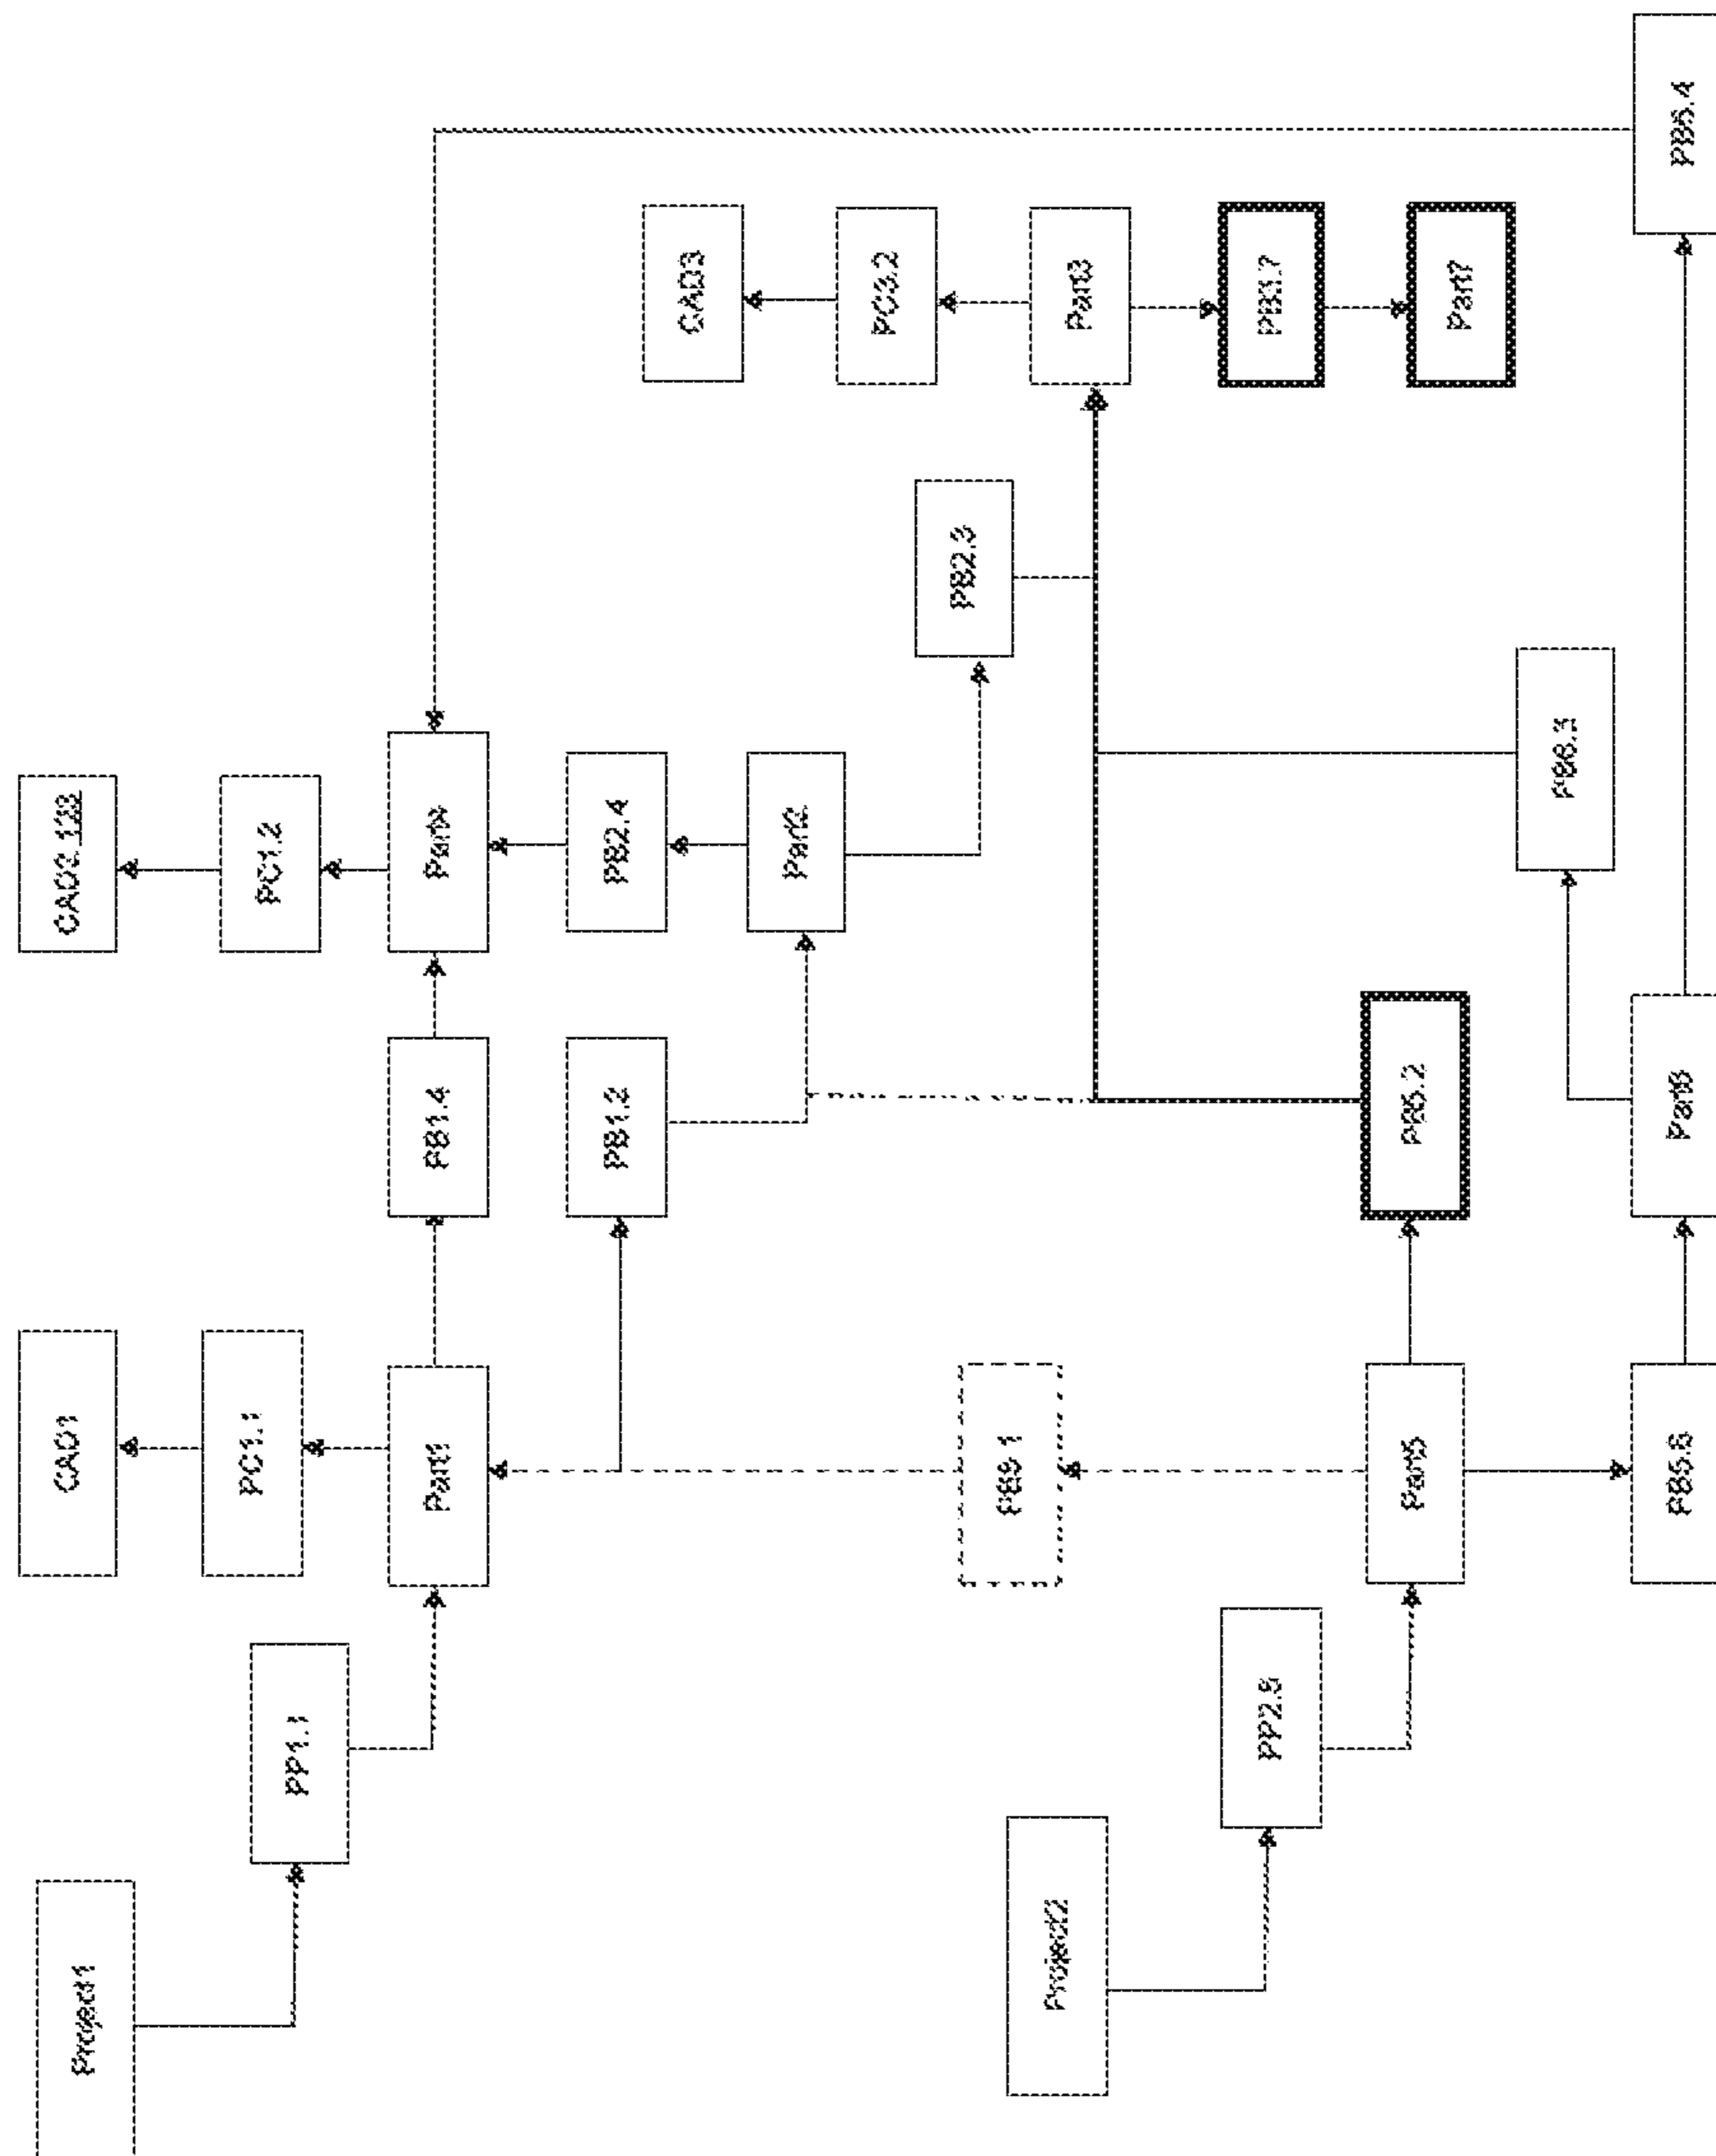 Project1
CAD1
CAD2 123
PP1.1
PC1.1
PC1.2
Part1
PB1.4
Part4
PB1.2
PB2.4
CAD3
Part2
PC3.2
PB2.3
PB5.1
Project2
Part3
PP2.5
PB3.7
Part5
PB5.2
Part7
PB6.3
PB5.6
Part6
PB6.4